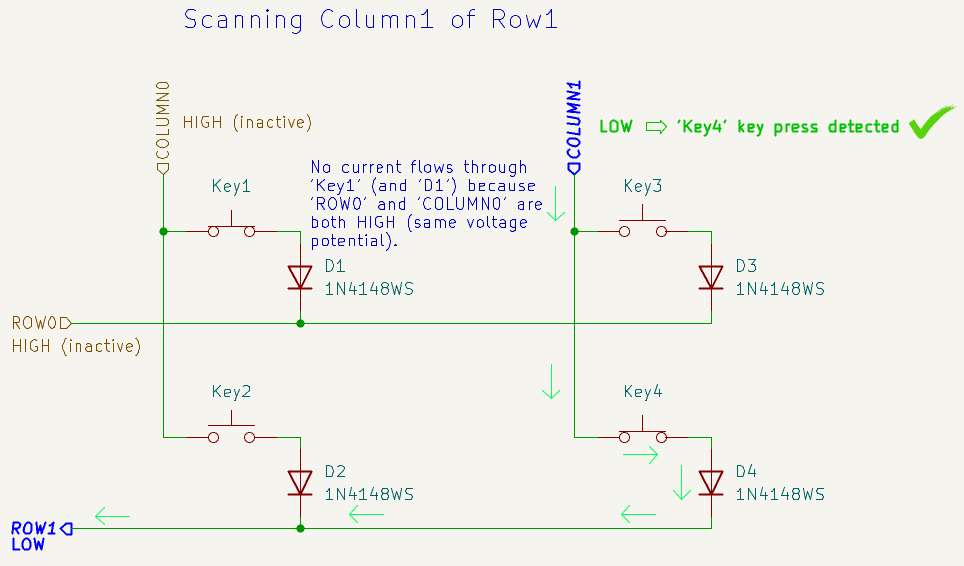 Scanning Column1 of Row1
COLUMN0
HIGH (inactive)
COLUMN1
LOW ⇨ 'Key4' key press detected
No current flows through
'Key1' (and 'D1') because
'ROW0' and 'COLUMN0' are
both HIGH (same voltage
potential).
Key1
Key3
D1
1N4148WS
D3
1N4148WS
ROW0
HIGH (inactive)
Key2
Key4
D2
1N4148WS
D4
1N4148WS
ROW1
LOW